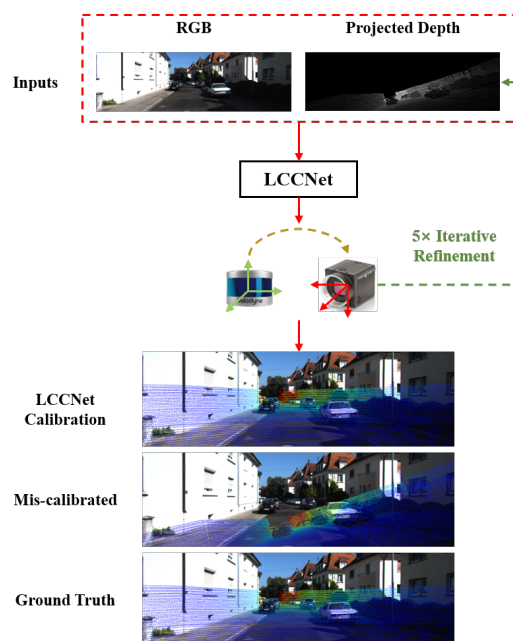 RGB
Projected Depth
Inputs
LCCNet
5× Iterative
Refinement
LCCNet
Calibration
Mis-calibrated
Ground Truth